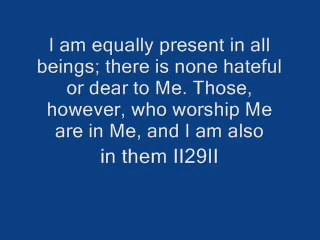 I am equally present in all
beings; there is none hateful
or dear to Me. Those,
however, who worship Me
are in Me, and I am also
in them II29II